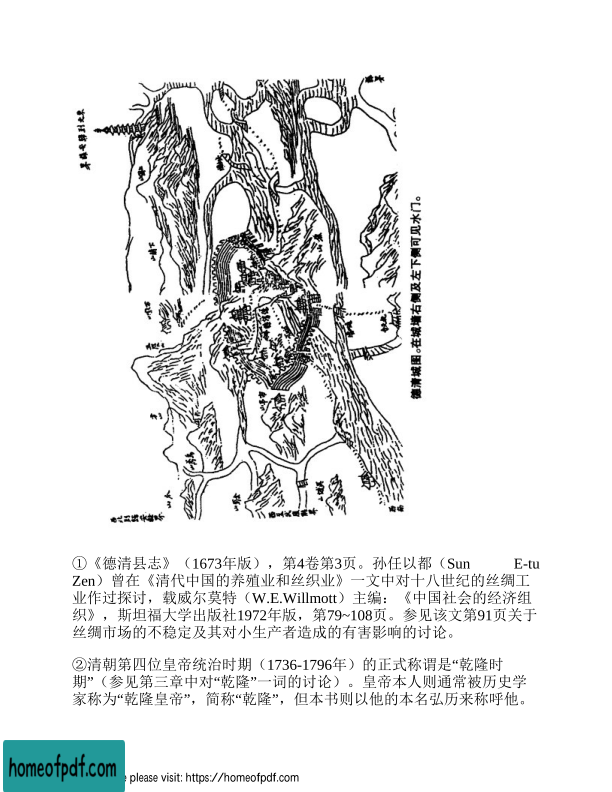 德清城图。在城墙右侧及左下侧可见水门。
①《德清县志》（1673年版），第4卷第3页。孙任以都（Sun E-tu
Zen）曾在《清代中国的养殖业和丝织业》一文中对十八世纪的丝绸工
业作过探讨，载威尔莫特（W.E.Willmott）主编：《中国社会的经济组
织》，斯坦福大学出版社1972年版，第79~108页。参见该文第91页关于
丝绸市场的不稳定及其对小生产者造成的有害影响的讨论。
②清朝第四位皇帝统治时期（1736-1796年）的正式称谓是“乾隆时
期”（参见第三章中对“乾隆”一词的讨论）。皇帝本人则通常被历史学
家称为“乾隆皇帝”，简称“乾隆”，但本书则以他的本名弘历来称呼他。
homeofpdf.com
e please visit: https://homeofpdf.com